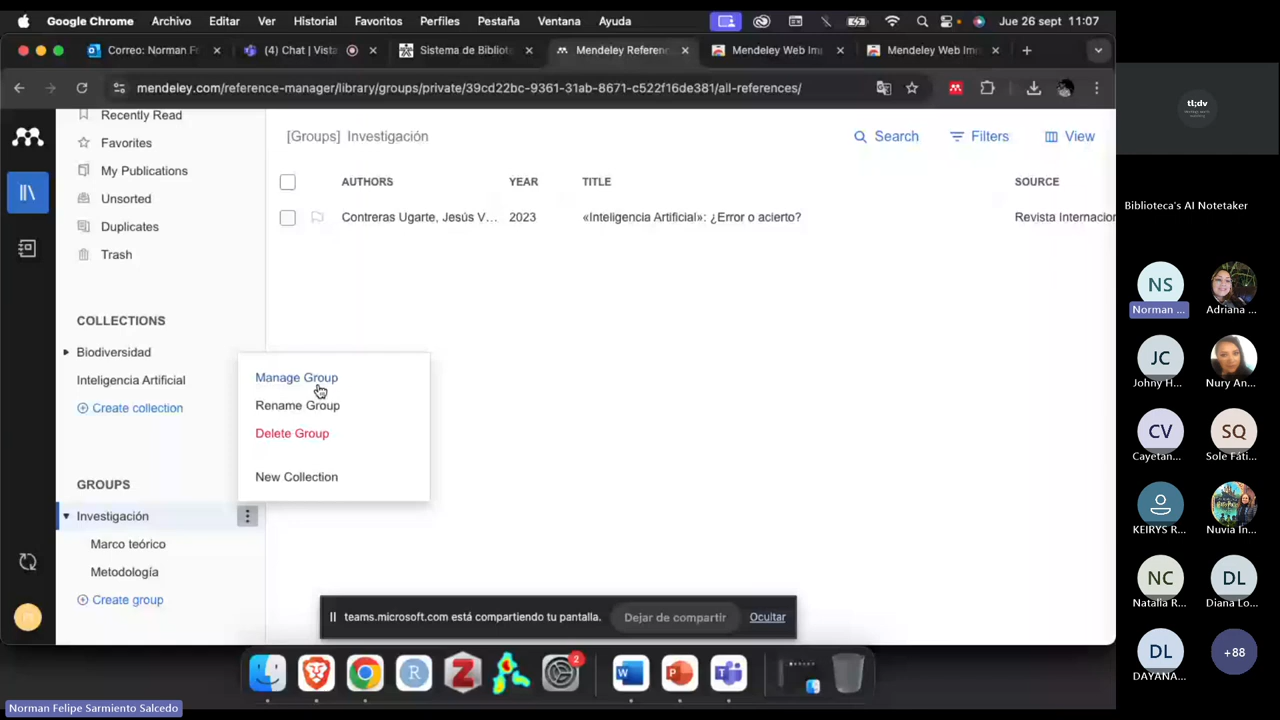 Google Chrome Archivo Editar Ver Historial Favoritos Perfiles Pestaña Ventana Ayuda Jue 26 sept 11:07
Correo: Norman F
(4) Chat | Vist
Sistema de Bibliot
Mendeley Referen
Mendeley Web Im
Mendeley Web Im
mendeley.com/reference-manager/library/groups/private/39cd22bc-9361-31ab-8671-c522f16de381/all-references/
Recently Read
Favorites
My Publications
Unsorted
Duplicates
Trash
COLLECTIONS
Biodiversidad
Inteligencia Artificial
Create collection
GROUPS
Investigación
Marco teórico
Metodología
Create group
[Groups] Investigación
Search Filters View
AUTHORS YEAR TITLE SOURCE
Contreras Ugarte, Jesús V... 2023 «Inteligencia Artificial»: ¿Error o acierto? Revista Internacion
Manage Group
Rename Group
Delete Group
New Collection
teams.microsoft.com está compartiendo tu pantalla. Dejar de compartir Ocultar
2
tl;dv
Biblioteca's AI Notetaker
NS
Norman ... Adriana ...
JC
Johny H... Nury An...
CV SQ
Cayetan... Sole Fáti...
KEIRYS R... Nuvia In...
NC DL
Natalia R... Diana Lo...
DL +88
DAYANA...
Norman Felipe Sarmiento Salcedo